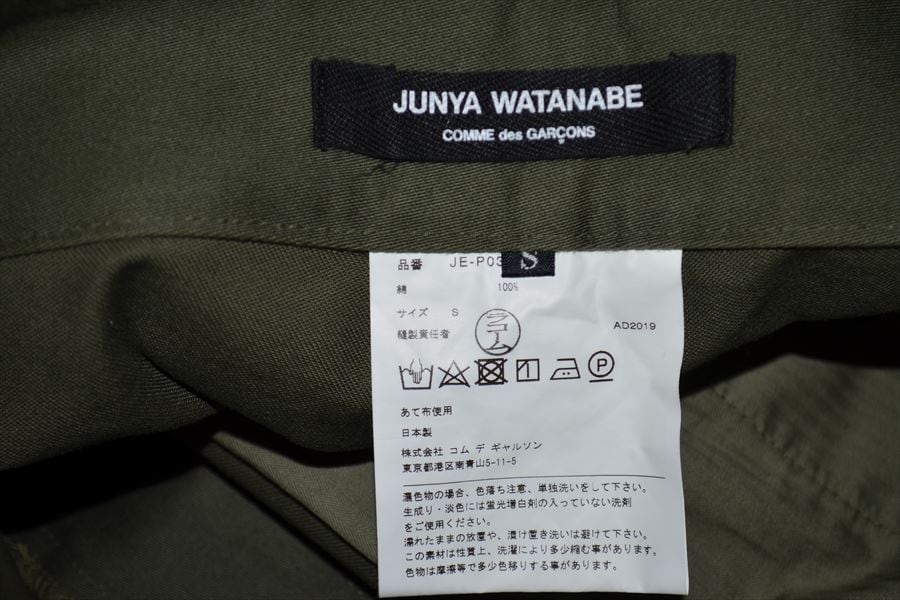 JUNYA WATANABE
COMME des GARÇONS
品番 JE-P03
S
綿 100%
サイズ S
AD2019
縫製責任者 ラコーム
P
あて布使用
日本製
株式会社 コム デ ギャルソン
東京都港区南青山5-11-5
濃色物の場合、色落ち注意、単独洗いをして下さい。
生成り・淡色には蛍光増白剤の入っていない洗剤
をご使用ください。
濡れたままの放置や、漬け置き洗いは避けて下さい。
この素材は性質上、洗濯により多少縮む事があります。
色物は摩擦等で多少色移りする事が有ります。